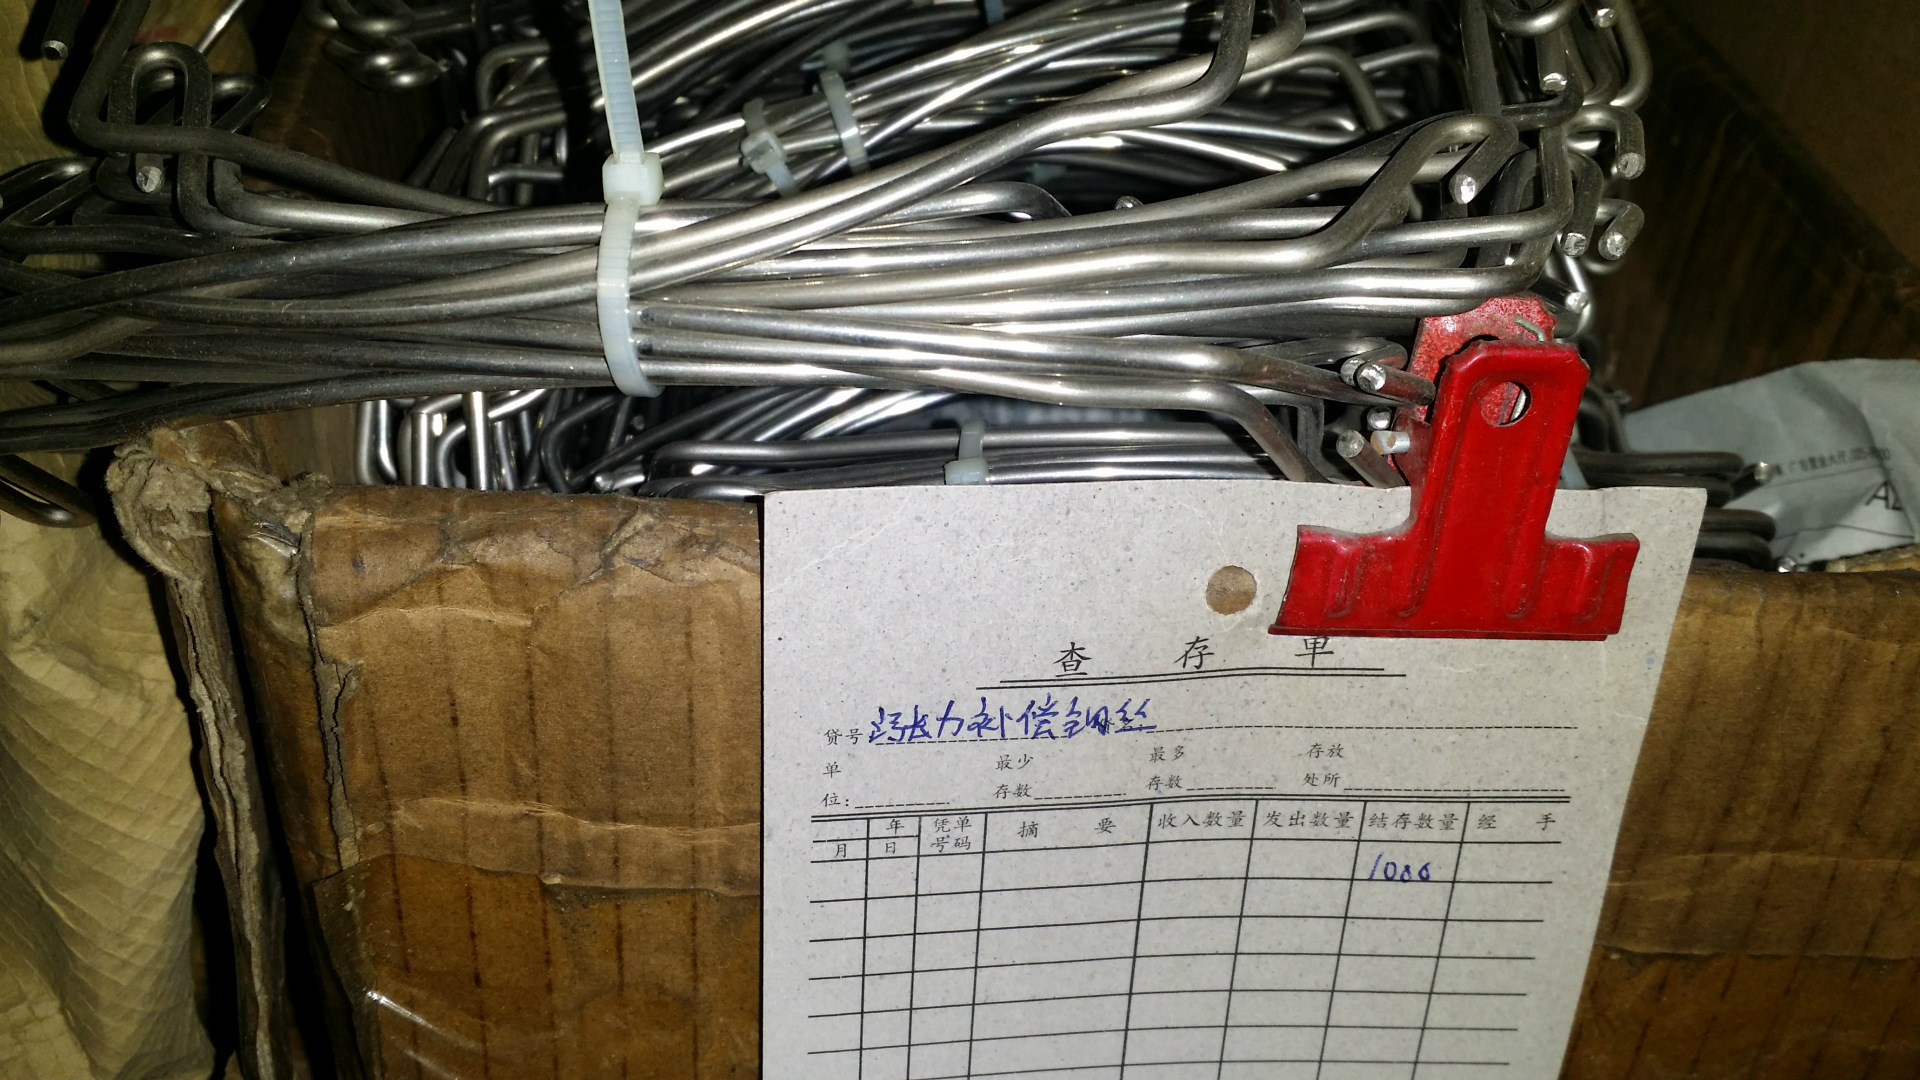 查存单
货号 张力补偿钢丝
单位: 最少存数 最多存数 存放处所
年 月 日 凭单号码 摘要 收入数量 发出数量 结存数量 经手
1086